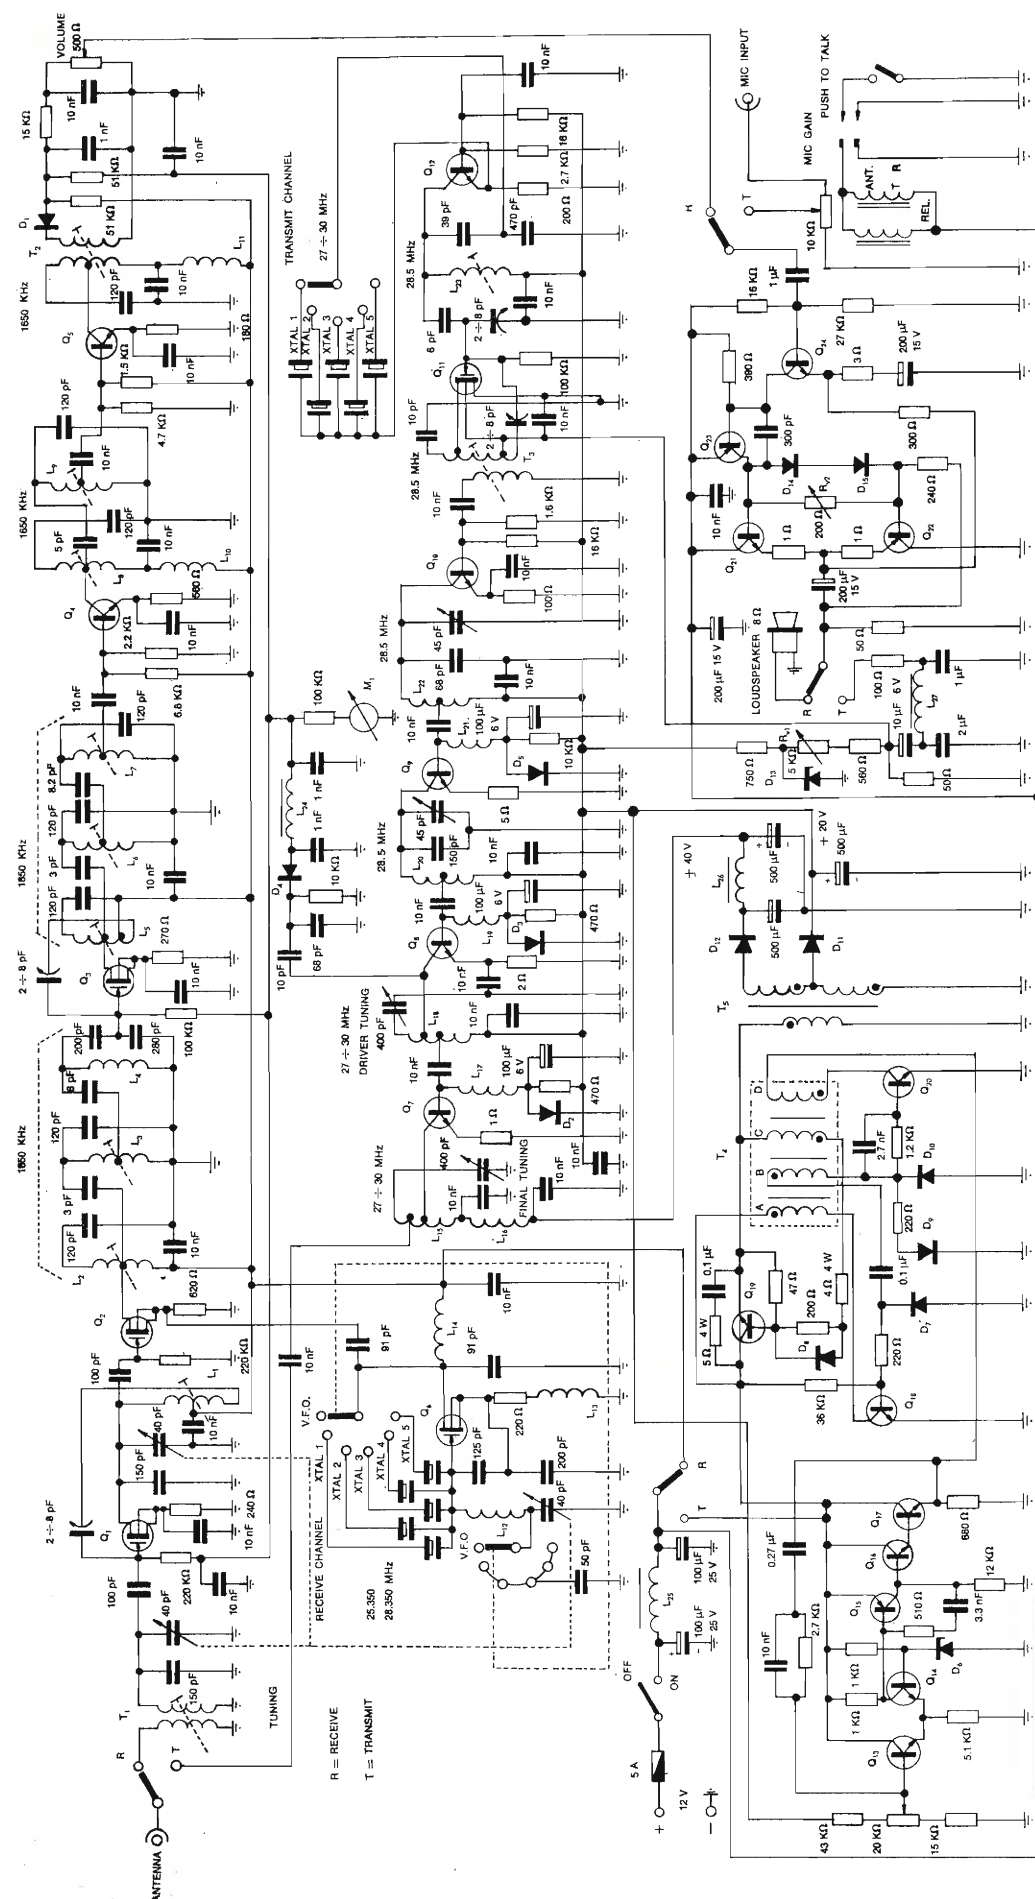 ANTENNA
R
T
T₁
150 pF
40 pF
100 pF
220 KΩ
10 nF
2 ÷ 8 pF
Q₁
10 nF
240 Ω
150 pF
40 pF
10 nF
L₁
100 pF
220 KΩ
Q₂
620 Ω
10 nF
L₂
1650 KHz
120 pF
3 pF
L₃
120 pF
8 pF
L₄
200 pF
280 pF
100 KΩ
2 ÷ 8 pF
Q₃
10 nF
270 Ω
L₅
1650 KHz
120 pF
3 pF
10 nF
L₆
120 pF
8.2 pF
L₇
120 pF
10 nF
6.8 KΩ
2.2 KΩ
Q₄
10 nF
560 Ω
L₈
L₁₀
10 nF
5 pF
1650 KHz
120 pF
L₉
10 nF
120 pF
4.7 KΩ
1.5 KΩ
Q₅
10 nF
180 Ω
1650 KHz
120 pF
10 nF
L₁₁
T₂
D₁
51 KΩ
51 KΩ
1 nF
15 KΩ
10 nF
10 nF
VOLUME
500 Ω
TUNING
R = RECEIVE
T = TRANSMIT
RECEIVE CHANNEL
25.350
28.350 MHz
XTAL 1
XTAL 2
XTAL 3
XTAL 4
XTAL 5
V.F.O.
V.F.O
L₁₂
40 pF
50 pF
125 pF
200 pF
Q₆
220 Ω
L₁₃
91 pF
91 pF
L₁₄
10 nF
10 nF
27 ÷ 30 MHz
L₁₅
L₁₆
10 nF
400 pF
FINAL TUNING
10 nF
10 nF
Q₇
1 Ω
D₂
470 Ω
100 µF
6 V
L₁₇
10 nF
27 ÷ 30 MHz
DRIVER TUNING
400 pF
L₁₈
10 nF
10 nF
2 Ω
Q₈
L₁₉
D₃
470 Ω
100 µF
6 V
10 nF
10 nF
28.5 MHz
L₂₀
150 pF
45 pF
5 Ω
Q₉
L₂₁
D₅
10 KΩ
100 µF
6 V
10 nF
10 nF
L₂₂
68 pF
45 pF
28.5 MHz
100 Ω
10 nF
Q₁₀
16 KΩ
1.6 KΩ
10 nF
28.5 MHz
T₃
10 pF
2 ÷ 8 pF
10 nF
100 KΩ
Q₁₁
6 pF
2 ÷ 8 pF
10 nF
28.5 MHz
L₂₃
39 pF
470 pF
200 Ω
2.7 KΩ
16 KΩ
Q₁₂
10 nF
10 pF
68 pF
10 KΩ
D₄
1 nF
L₂₄
1 nF
100 KΩ
M₁
TRANSMIT CHANNEL
27 ÷ 30 MHz
XTAL 1
XTAL 2
XTAL 3
XTAL 4
XTAL 5
+
12 V
−
5 A
OFF
ON
100 µF
25 V
L₂₅
100 µF
25 V
R
T
43 KΩ
20 KΩ
15 KΩ
Q₁₃
5.1 KΩ
1 KΩ
1 KΩ
Q₁₄
D₆
10 nF
2.7 KΩ
0.27 µF
510 Ω
3.3 nF
12 KΩ
Q₁₅
Q₁₆
Q₁₇
680 Ω
Q₁₈
36 KΩ
220 Ω
D₇
5 Ω
4 W
0.1 µF
Q₁₉
D₈
200 Ω
47 Ω
4 Ω
4 W
0.1 µF
D₉
220 Ω
D₁₀
2.7 nF
1.2 KΩ
Q₂₀
T₄
A
B
C
D
T₅
D₁₁
D₁₂
500 µF
L₂₆
500 µF
500 µF
+ 40 V
+ 20 V
750 Ω
D₁₃
5 KΩ
Rᵥ₁
560 Ω
50 Ω
10 µF
6 V
2 µF
L₂₇
1 µF
100 Ω
50 Ω
R
T
LOUDSPEAKER 8 Ω
200 µF
15 V
200 µF 15 V
10 nF
Q₂₁
Q₂₂
1 Ω
1 Ω
200 Ω
Rᵥ₂
D₁₄
D₁₅
240 Ω
Q₂₃
300 pF
390 Ω
300 Ω
3 Ω
200 µF
15 V
Q₂₄
27 KΩ
16 KΩ
1 µF
R
T
10 KΩ
MIC GAIN
MIC INPUT
PUSH TO TALK
ANT.
T R
REL.